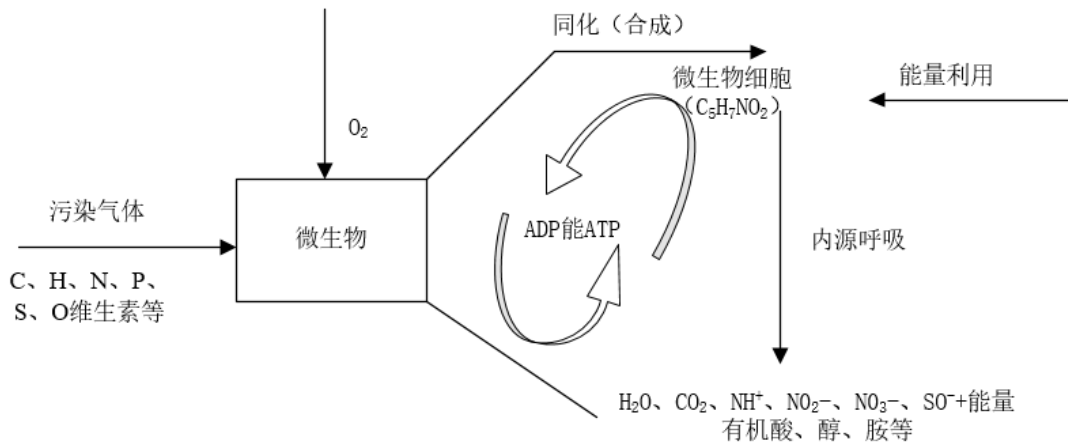 同化（合成）
微生物细胞
（C₅H₇NO₂）
能量利用
O₂
污染气体
微生物
ADP能ATP
内源呼吸
C、H、N、P、
S、O维生素等
H₂O、CO₂、NH⁺、NO₂−、NO₃−、SO⁻+能量
有机酸、醇、胺等